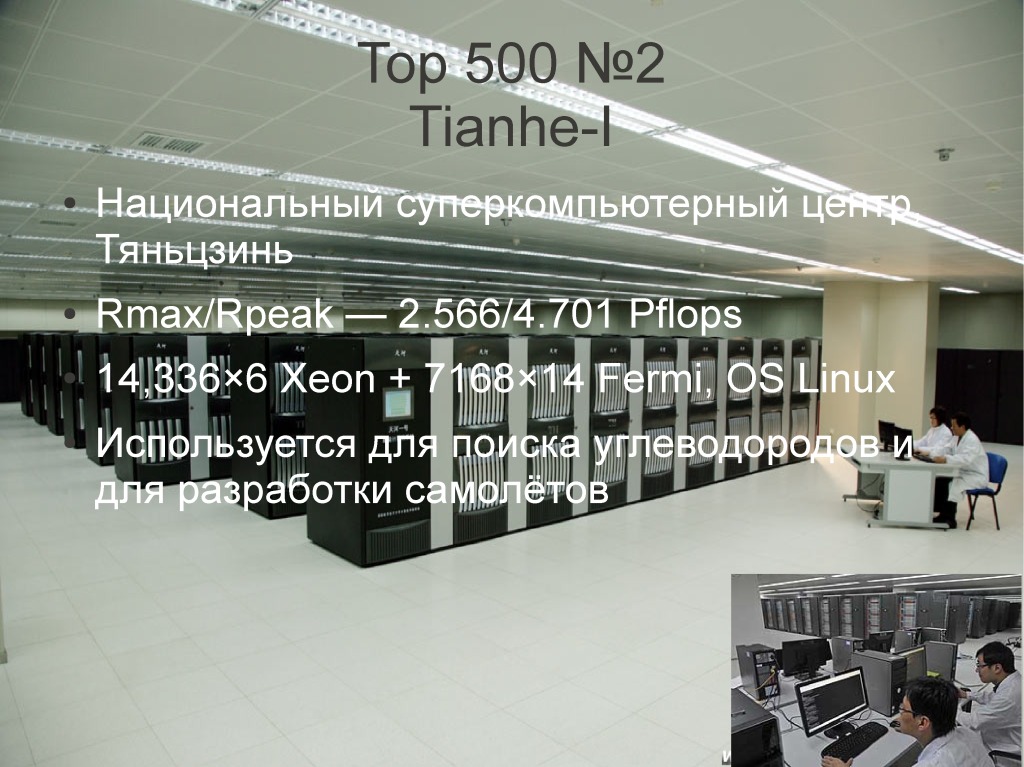 Top 500 №2
Tianhe-I
• Национальный суперкомпьютерный центр,
Тяньцзинь
• Rmax/Rpeak — 2.566/4.701 Pflops
• 14,336×6 Xeon + 7168×14 Fermi, OS Linux
• Используется для поиска углеводородов и
для разработки самолётов